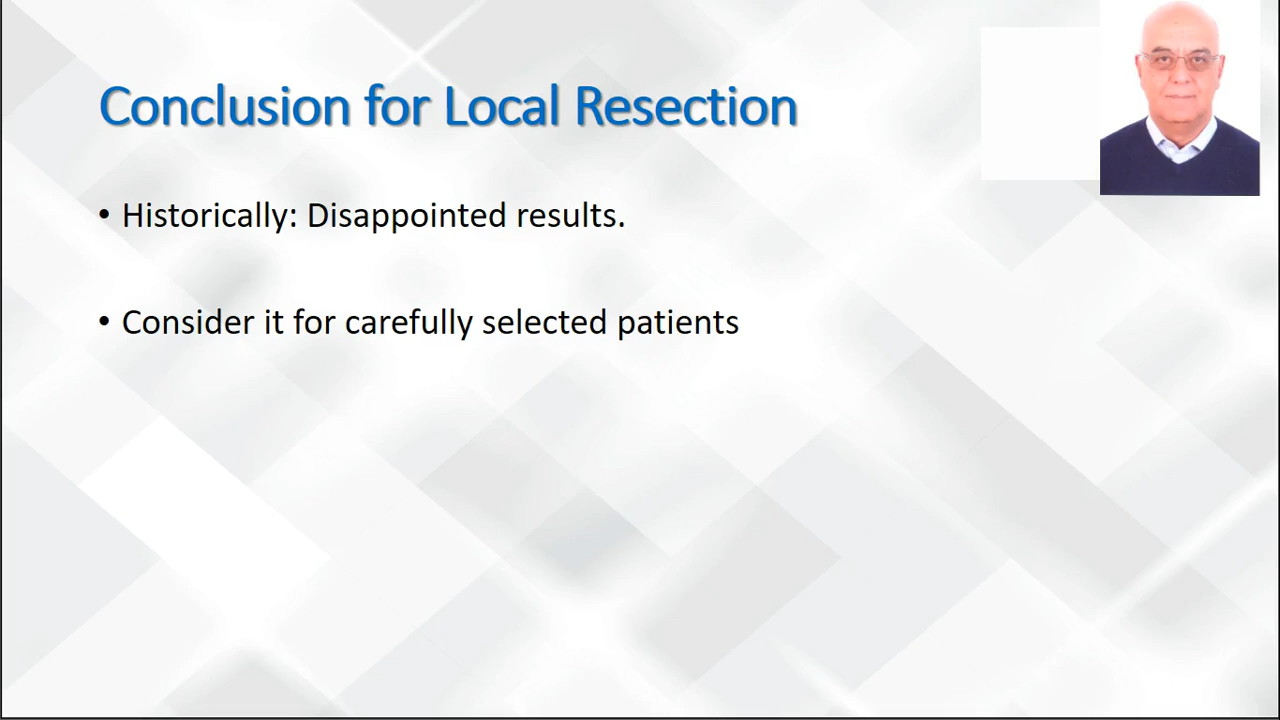 Conclusion for Local Resection
• Historically: Disappointed results.
• Consider it for carefully selected patients